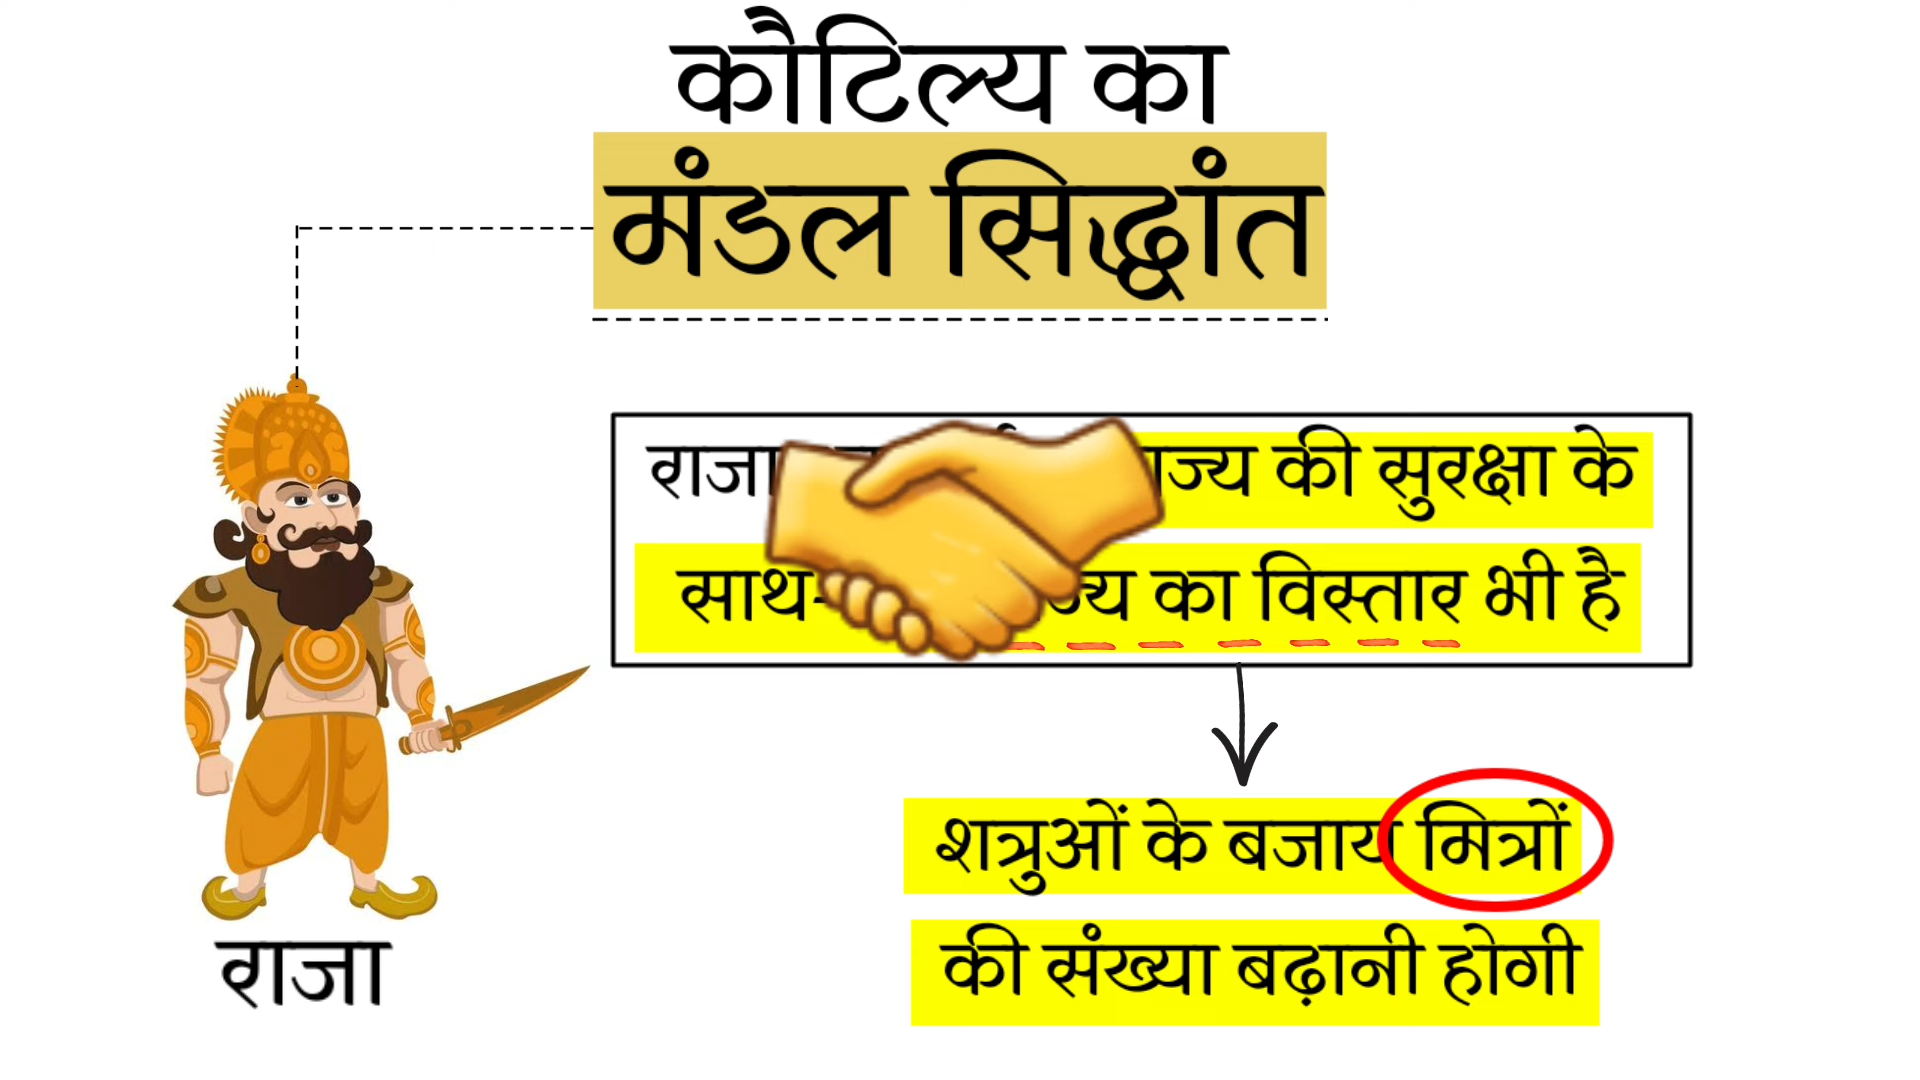 कौटिल्य का
मंडल सिद्धांत
राजा की सुरक्षा के
साथ- का विस्तार भी है
शत्रुओं के बजाय मित्रों
की संख्या बढ़ानी होगी
राजा